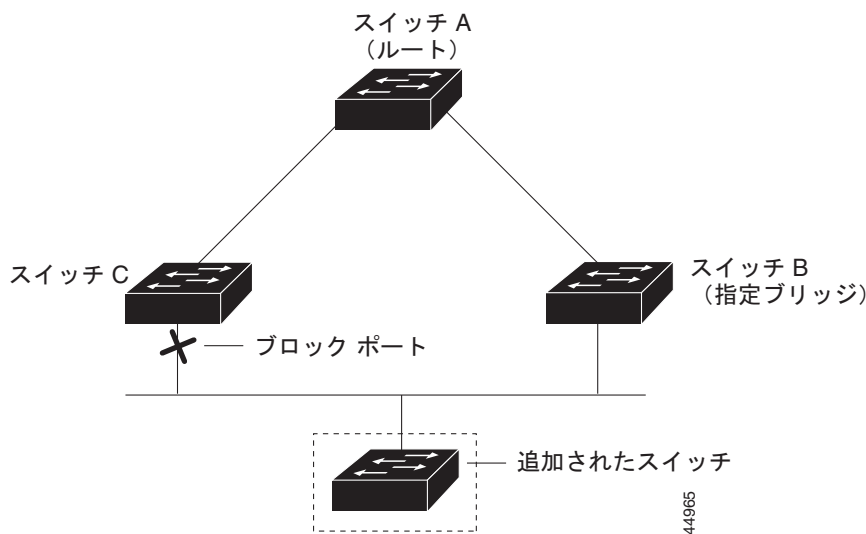 スイッチ A
（ルート）
スイッチ C
スイッチ B
（指定ブリッジ）
ブロック ポート
追加されたスイッチ
44965